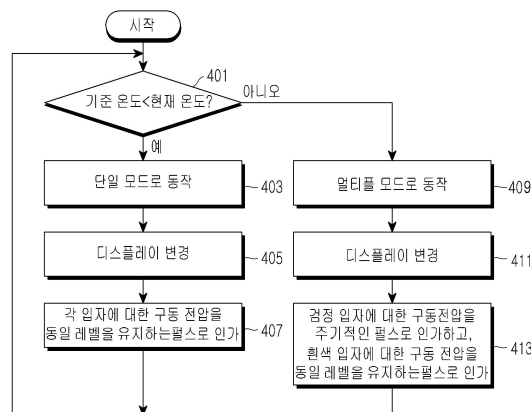 시작
401
기준 온도<현재 온도?
아니오
예
단일 모드로 동작
403
멀티플 모드로 동작
409
디스플레이 변경
405
디스플레이 변경
411
각 입자에 대한 구동 전압을
동일 레벨을 유지하는펄스로 인가
407
검정 입자에 대한 구동전압을
주기적인 펄스로 인가하고,
흰색 입자에 대한 구동 전압을
동일 레벨을 유지하는펄스로 인가
413